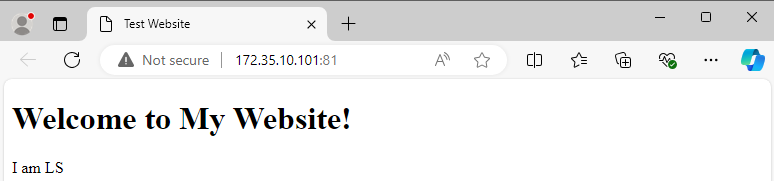 Test Website
Not secure | 172.35.10.101:81
Welcome to My Website!
I am LS